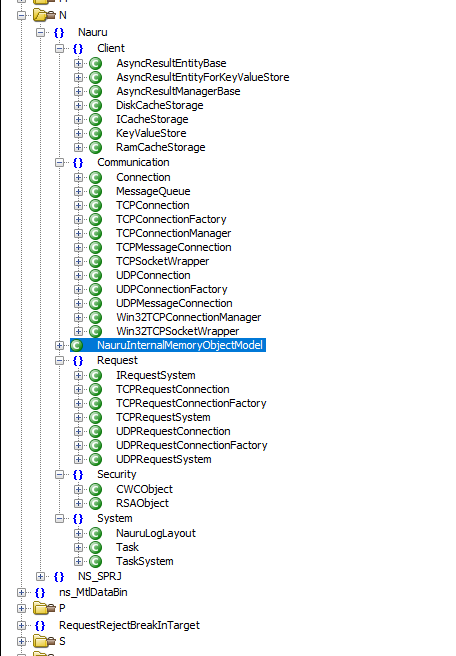 N
Nauru
Client
AsyncResultEntityBase
AsyncResultEntityForKeyValueStore
AsyncResultManagerBase
DiskCacheStorage
ICacheStorage
KeyValueStore
RamCacheStorage
Communication
Connection
MessageQueue
TCPConnection
TCPConnectionFactory
TCPConnectionManager
TCPMessageConnection
TCPSocketWrapper
UDPConnection
UDPConnectionFactory
UDPMessageConnection
Win32TCPConnectionManager
Win32TCPSocketWrapper
NauruInternalMemoryObjectModel
Request
IRequestSystem
TCPRequestConnection
TCPRequestConnectionFactory
TCPRequestSystem
UDPRequestConnection
UDPRequestConnectionFactory
UDPRequestSystem
Security
CWCObject
RSAObject
System
NauruLogLayout
Task
TaskSystem
NS_SPRJ
ns_MtlDataBin
P
RequestRejectBreakInTarget
S